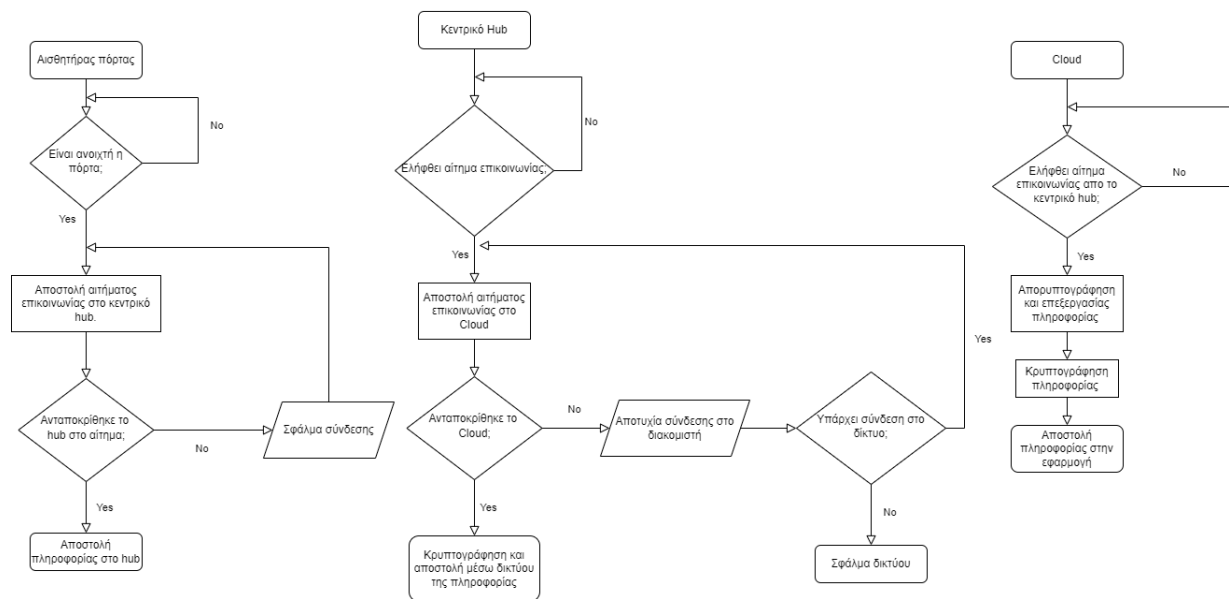 Αισθητήρας πόρτας
No
Είναι ανοιχτή η
πόρτα;
Yes
Αποστολή αιτήματος
επικοινωνίας στο κεντρικό
hub.
Ανταποκρίθηκε το
hub στο αίτημα;
No
Σφάλμα σύνδεσης
Yes
Αποστολή
πληροφορίας στο hub
Κεντρικό Hub
No
Ελήφθει αίτημα επικοινωνίας;
Yes
Αποστολή αιτήματος
επικοινωνίας στο
Cloud
Ανταποκρίθηκε το
Cloud;
No
Αποτυχία σύνδεσης στο
διακομιστή
Υπάρχει σύνδεση στο
δίκτυο;
Yes
Yes
Κρυπτογράφηση και
αποστολή μέσω δικτύου
της πληροφορίας
No
Σφάλμα δικτύου
Cloud
Ελήφθει αίτημα
επικοινωνίας απο το
κεντρικό hub;
No
Yes
Απορυπτογράφηση
και επεξεργασίας
πληροφορίας
Κρυπτογράφηση
πληροφορίας
Αποστολή
πληροφορίας στην
εφαρμογή